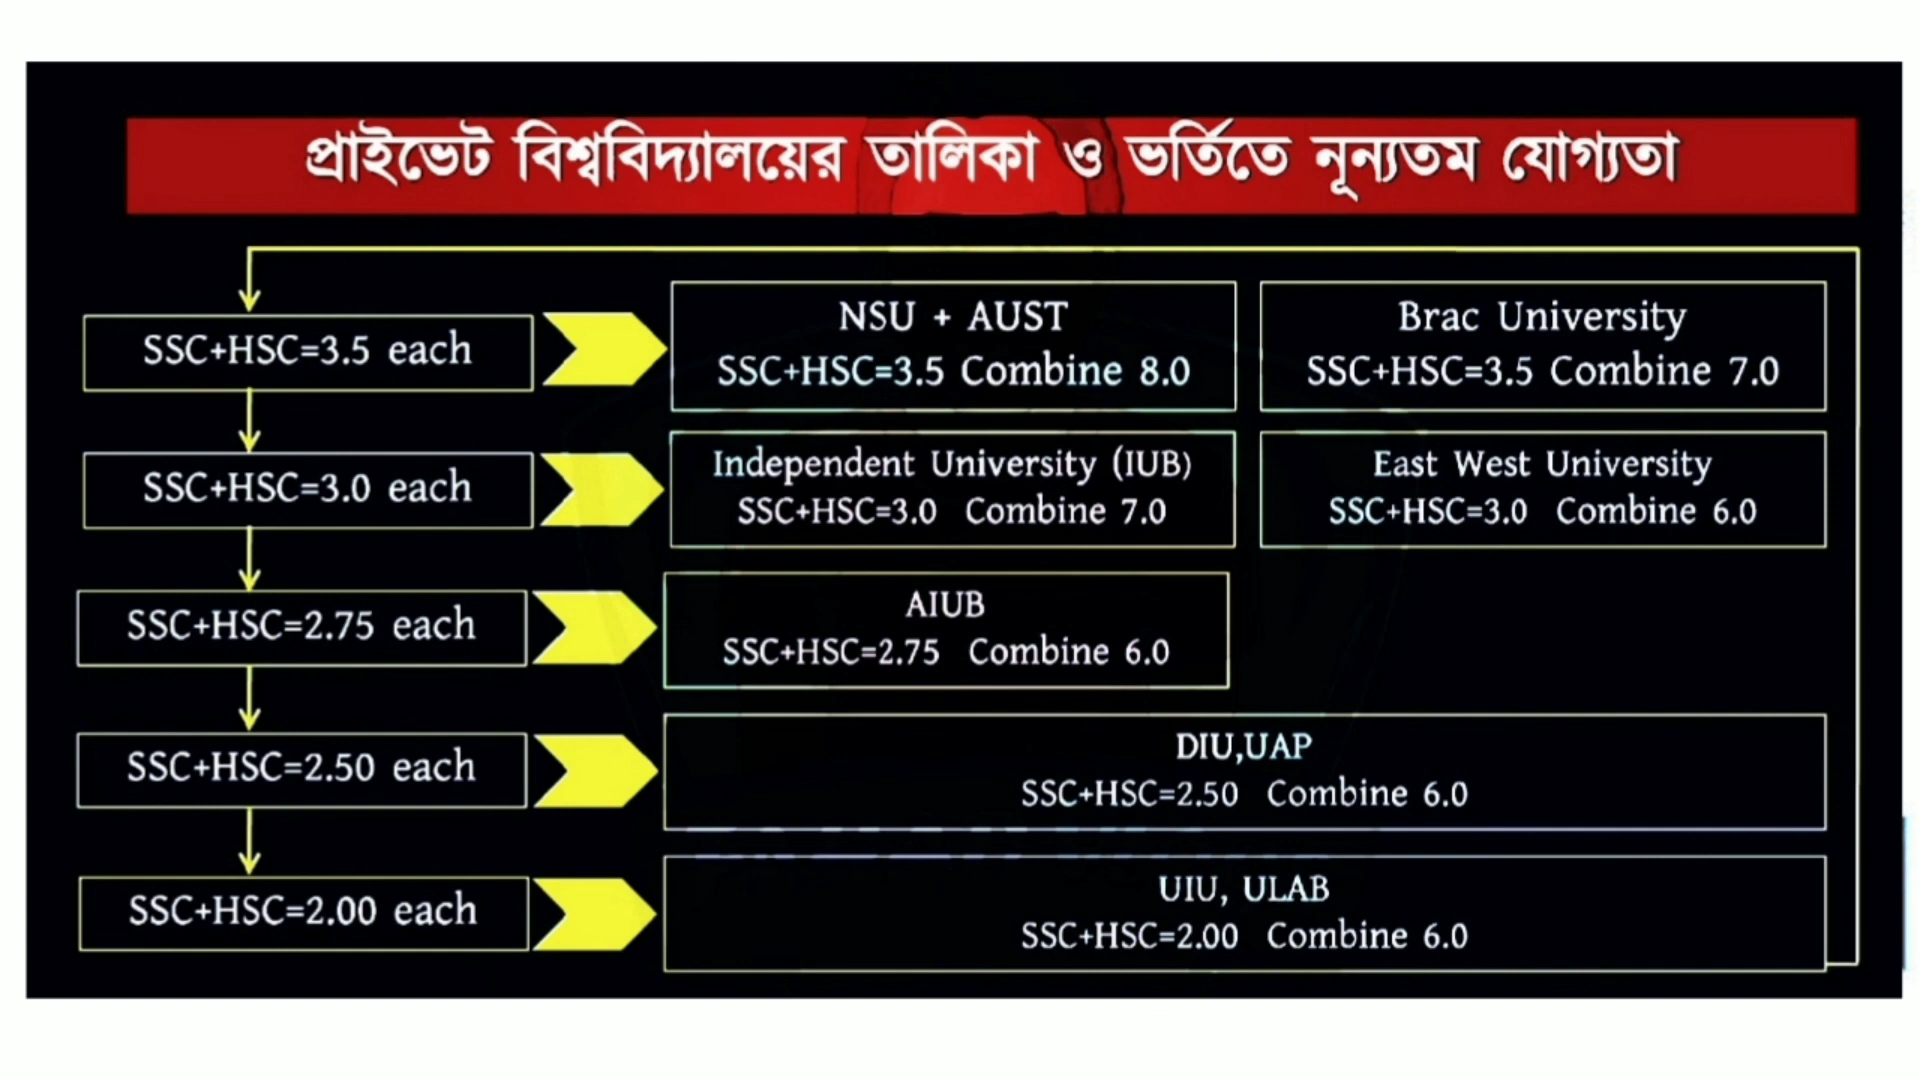 প্রাইভেট বিশ্ববিদ্যালয়ের তালিকা ও ভর্তিতে নূন্যতম যোগ্যতা
SSC+HSC=3.5 each
NSU + AUST
SSC+HSC=3.5 Combine 8.0
Brac University
SSC+HSC=3.5 Combine 7.0
SSC+HSC=3.0 each
Independent University (IUB)
SSC+HSC=3.0 Combine 7.0
East West University
SSC+HSC=3.0 Combine 6.0
SSC+HSC=2.75 each
AIUB
SSC+HSC=2.75 Combine 6.0
SSC+HSC=2.50 each
DIU,UAP
SSC+HSC=2.50 Combine 6.0
SSC+HSC=2.00 each
UIU, ULAB
SSC+HSC=2.00 Combine 6.0